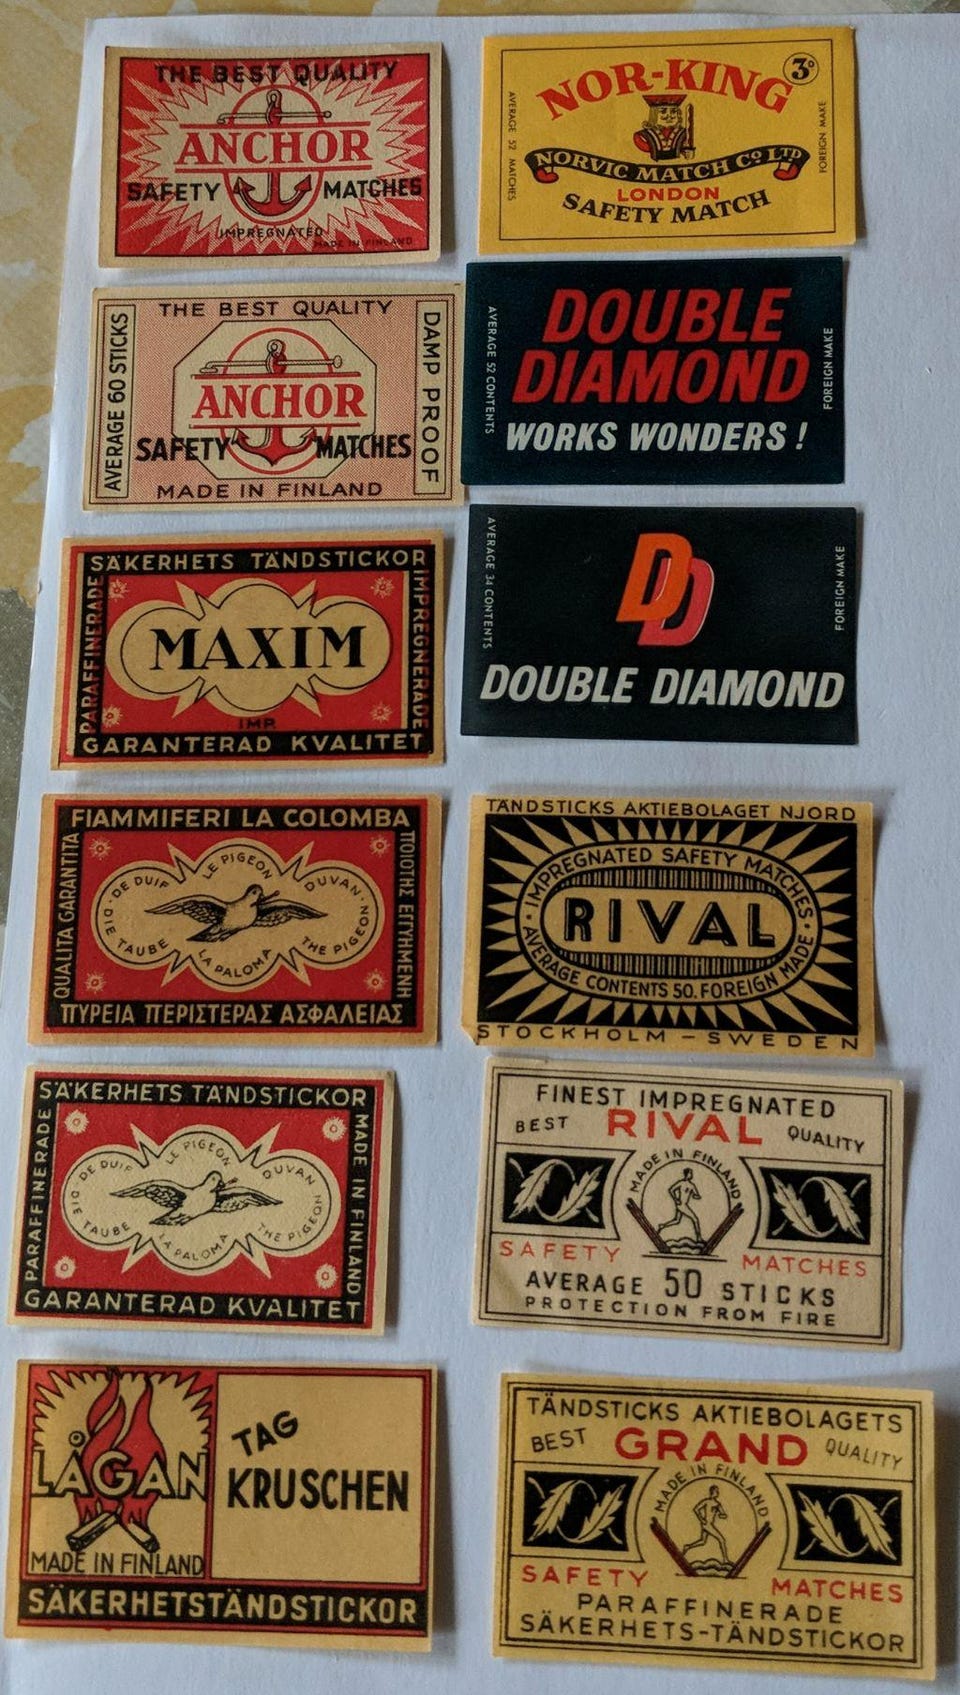 THE BEST QUALITY
ANCHOR
SAFETY MATCHES
IMPREGNATED
MADE IN FINLAND
NOR-KING
3D
AVERAGE 52 MATCHES
FOREIGN MAKE
NORVIC MATCH CO LTD
LONDON
SAFETY MATCH
THE BEST QUALITY
AVERAGE 60 STICKS
DAMP PROOF
ANCHOR
SAFETY MATCHES
MADE IN FINLAND
AVERAGE 52 CONTENTS
FOREIGN MAKE
DOUBLE
DIAMOND
WORKS WONDERS!
SÄKERHETS TÄNDSTICKOR
PARAFFINERADE
IMPREGNERADE
MAXIM
IMP.
GARANTERAD KVALITET
AVERAGE 34 CONTENTS
FOREIGN MAKE
DD
DOUBLE DIAMOND
FIAMMIFERI LA COLOMBA
QUALITA GARANTITA
ΠΟΙΟΤΗΣ ΕΓΓΥΗΜΕΝΗ
DE DUIF
LE PIGEON
DUVAN
DIE TAUBE
LA PALOMA
THE PIGEON
ΠΥΡΕΙΑ ΠΕΡΙΣΤΕΡΑΣ ΑΣΦΑΛΕΙΑΣ
TÄNDSTICKS AKTIEBOLAGET NJORD
IMPREGNATED SAFETY MATCHES
RIVAL
AVERAGE CONTENTS 50. FOREIGN MADE
STOCKHOLM - SWEDEN
SÄKERHETS TÄNDSTICKOR
PARAFFINERADE
MADE IN FINLAND
DE DUIF
LE PIGEON
DUVAN
DIE TAUBE
LA PALOMA
THE PIGEON
GARANTERAD KVALITET
FINEST IMPREGNATED
BEST RIVAL QUALITY
MADE IN FINLAND
SAFETY MATCHES
AVERAGE 50 STICKS
PROTECTION FROM FIRE
LÅGAN
MADE IN FINLAND
TAG
KRUSCHEN
SÄKERHETSTÄNDSTICKOR
TÄNDSTICKS AKTIEBOLAGETS
BEST GRAND QUALITY
MADE IN FINLAND
SAFETY MATCHES
PARAFFINERADE
SÄKERHETS-TÄNDSTICKOR